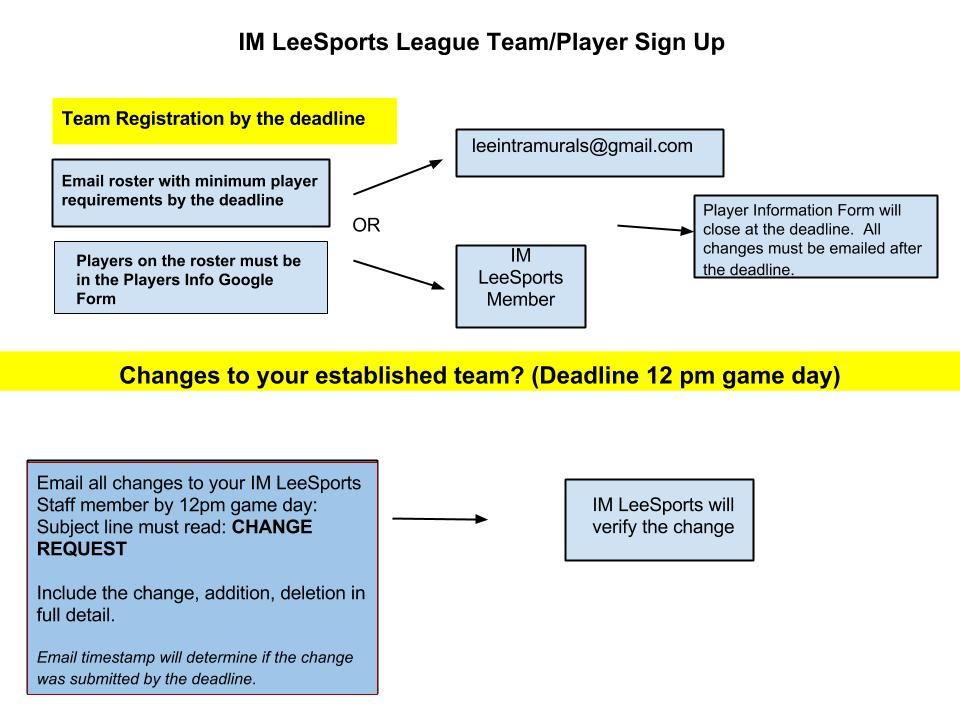 IM LeeSports League Team/Player Sign Up
Team Registration by the deadline
Email roster with minimum player
requirements by the deadline
Players on the roster must be
in the Players Info Google
Form
OR
leeintramurals@gmail.com
IM
LeeSports
Member
Player Information Form will
close at the deadline. All
changes must be emailed after
the deadline.
Changes to your established team? (Deadline 12 pm game day)
Email all changes to your IM LeeSports
Staff member by 12pm game day:
Subject line must read: CHANGE
REQUEST
Include the change, addition, deletion in
full detail.
Email timestamp will determine if the change
was submitted by the deadline.
IM LeeSports will
verify the change